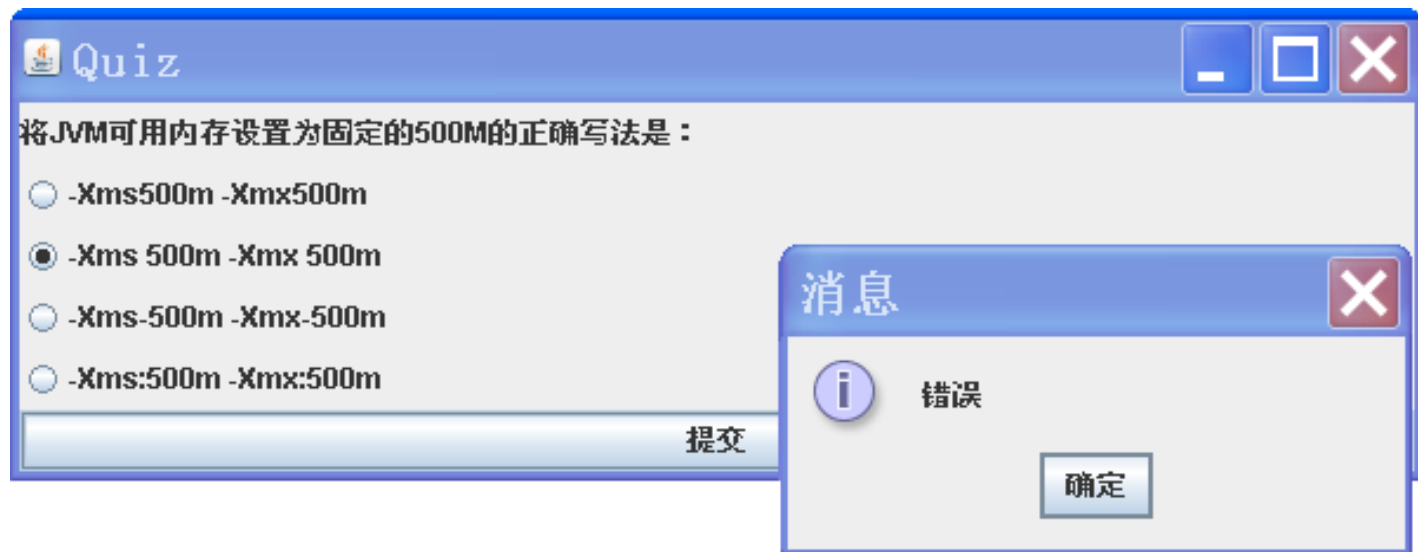 Quiz
将JVM可用内存设置为固定的500M的正确写法是：
-Xms500m -Xmx500m
-Xms 500m -Xmx 500m
-Xms-500m -Xmx-500m
-Xms:500m -Xmx:500m
提交
消息
错误
确定